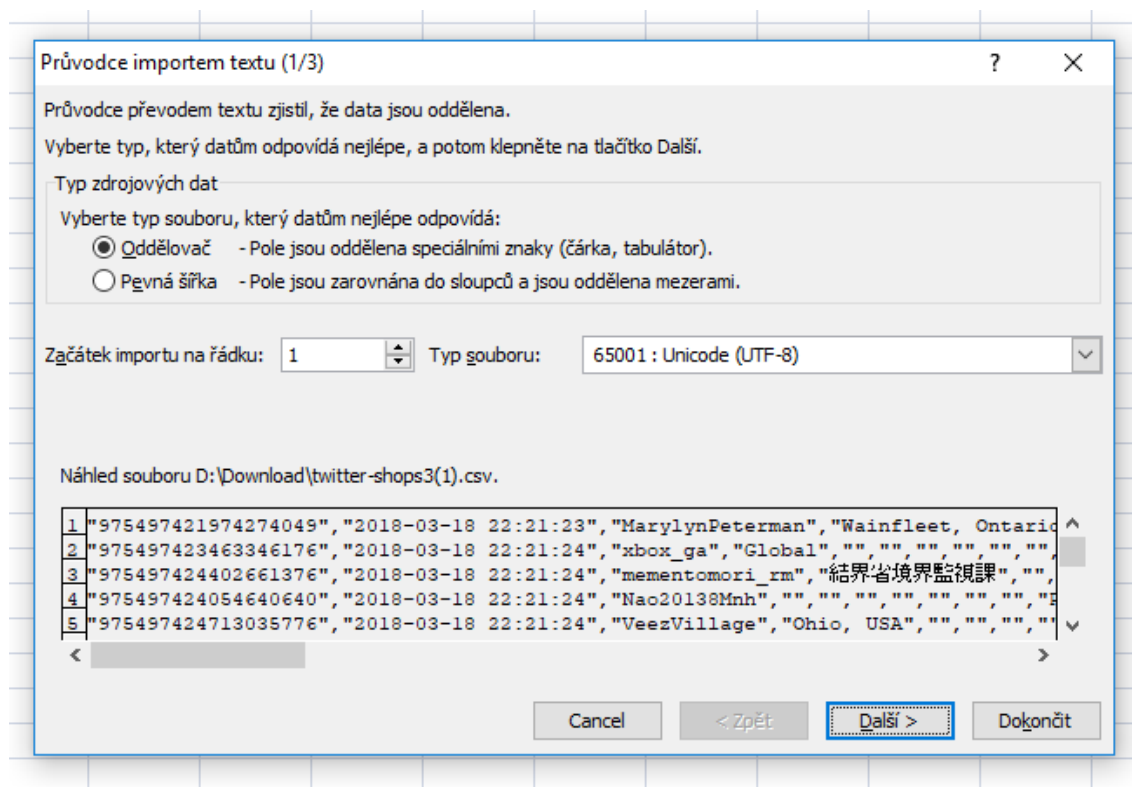 Průvodce importem textu (1/3) ?
Průvodce převodem textu zjistil, že data jsou oddělena.
Vyberte typ, který datům odpovídá nejlépe, a potom klepněte na tlačítko Další.
Typ zdrojových dat
Vyberte typ souboru, který datům nejlépe odpovídá:
Oddělovač - Pole jsou oddělena speciálními znaky (čárka, tabulátor).
Pevná šířka - Pole jsou zarovnána do sloupců a jsou oddělena mezerami.
Začátek importu na řádku: 1 Typ souboru: 65001 : Unicode (UTF-8)
Náhled souboru D:\Download\twitter-shops3(1).csv.
1 "975497421974274049","2018-03-18 22:21:23","MarylynPeterman","Wainfleet, Ontario
2 "975497423463346176","2018-03-18 22:21:24","xbox_ga","Global","","","","","","",
3 "975497424402661376","2018-03-18 22:21:24","mementomori_rm","結界省境界監視課","",
4 "975497424054640640","2018-03-18 22:21:24","Nao20138Mnh","","","","","","","
5 "975497424713035776","2018-03-18 22:21:24","VeezVillage","Ohio, USA","","","",""
Cancel < Zpět Další > Dokončit